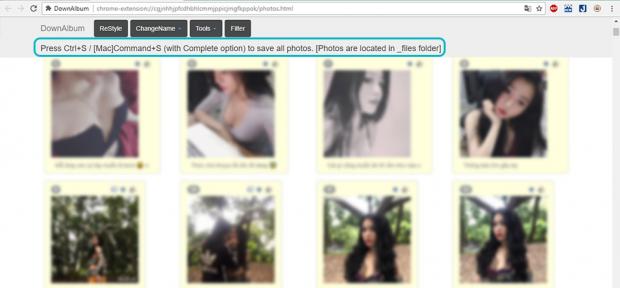 DownAlbum | chrome-extension://cgjnhhjpfcdhbhlcmmjppicjmgfkppok/photos.html
DownAlbum ReStyle ChangeName Tools Filter
Press Ctrl+S / [Mac]Command+S (with Complete option) to save all photos. [Photos are located in _files folder]